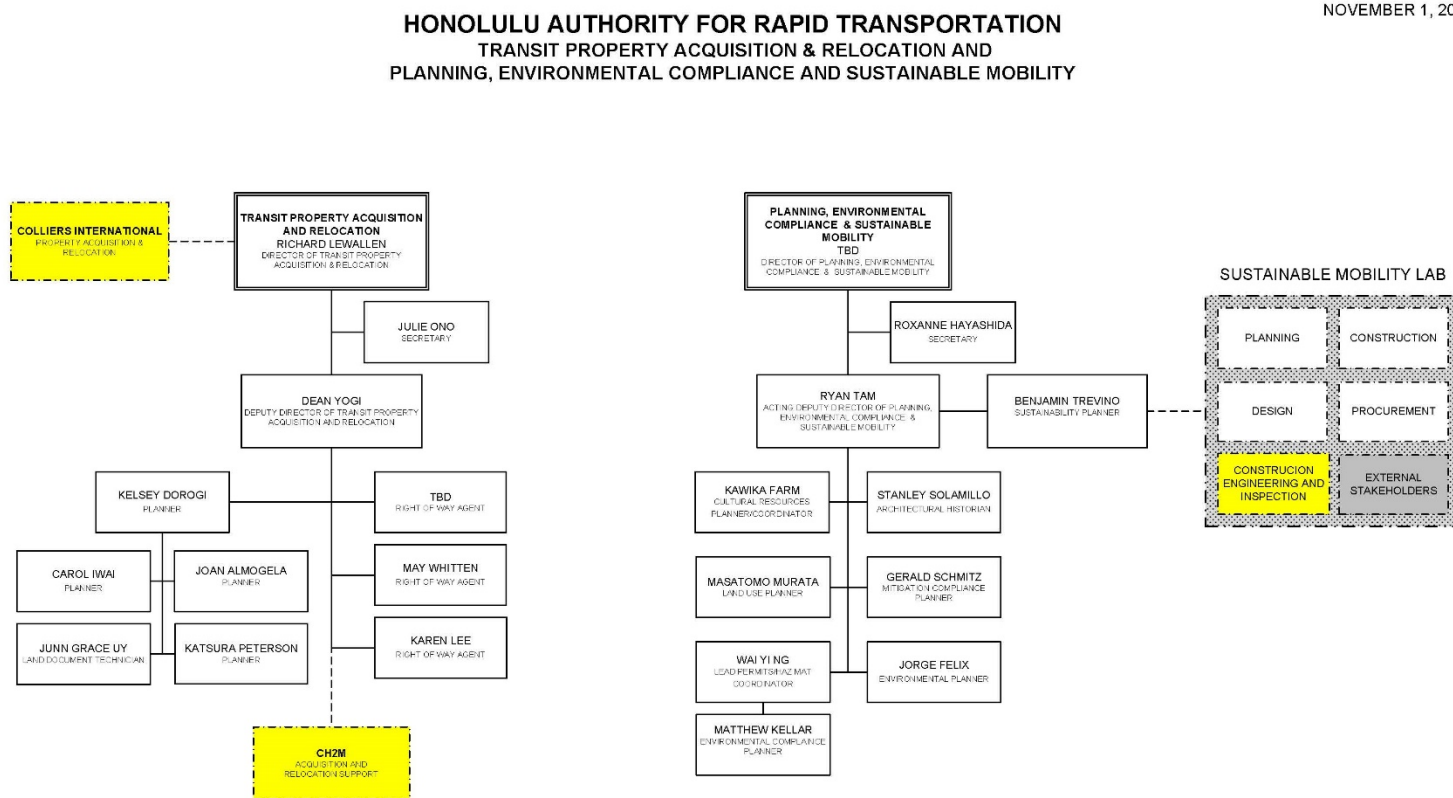 NOVEMBER 1, 20
HONOLULU AUTHORITY FOR RAPID TRANSPORTATION
TRANSIT PROPERTY ACQUISITION & RELOCATION AND
PLANNING, ENVIRONMENTAL COMPLIANCE AND SUSTAINABLE MOBILITY
COLLIERS INTERNATIONAL
PROPERTY ACQUISITION &
RELOCATION
TRANSIT PROPERTY ACQUISITION
AND RELOCATION
RICHARD LEWALLEN
DIRECTOR OF TRANSIT PROPERTY
ACQUISITION & RELOCATION
JULIE ONO
SECRETARY
DEAN YOGI
DEPUTY DIRECTOR OF TRANSIT PROPERTY
ACQUISITION AND RELOCATION
KELSEY DOROGI
PLANNER
TBD
RIGHT OF WAY AGENT
CAROL IWAI
PLANNER
JOAN ALMOGELA
PLANNER
MAY WHITTEN
RIGHT OF WAY AGENT
JUNN GRACE UY
LAND DOCUMENT TECHNICIAN
KATSURA PETERSON
PLANNER
KAREN LEE
RIGHT OF WAY AGENT
CH2M
ACQUISITION AND
RELOCATION SUPPORT
PLANNING, ENVIRONMENTAL
COMPLIANCE & SUSTAINABLE
MOBILITY
TBD
DIRECTOR OF PLANNING, ENVIRONMENTAL
COMPLIANCE & SUSTAINABLE MOBILITY
ROXANNE HAYASHIDA
SECRETARY
RYAN TAM
ACTING DEPUTY DIRECTOR OF PLANNING,
ENVIRONMENTAL COMPLIANCE &
SUSTAINABLE MOBILITY
BENJAMIN TREVINO
SUSTAINABILITY PLANNER
KAWIKA FARM
CULTURAL RESOURCES
PLANNER/COORDINATOR
STANLEY SOLAMILLO
ARCHITECTURAL HISTORIAN
MASATOMO MURATA
LAND USE PLANNER
GERALD SCHMITZ
MITIGATION COMPLIANCE
PLANNER
WAI YI NG
LEAD PERMITS/HAZ MAT
COORDINATOR
JORGE FELIX
ENVIRONMENTAL PLANNER
MATTHEW KELLAR
ENVIRONMENTAL COMPLIANCE
PLANNER
SUSTAINABLE MOBILITY LAB
PLANNING
CONSTRUCTION
DESIGN
PROCUREMENT
CONSTRUCION
ENGINEERING AND
INSPECTION
EXTERNAL
STAKEHOLDERS